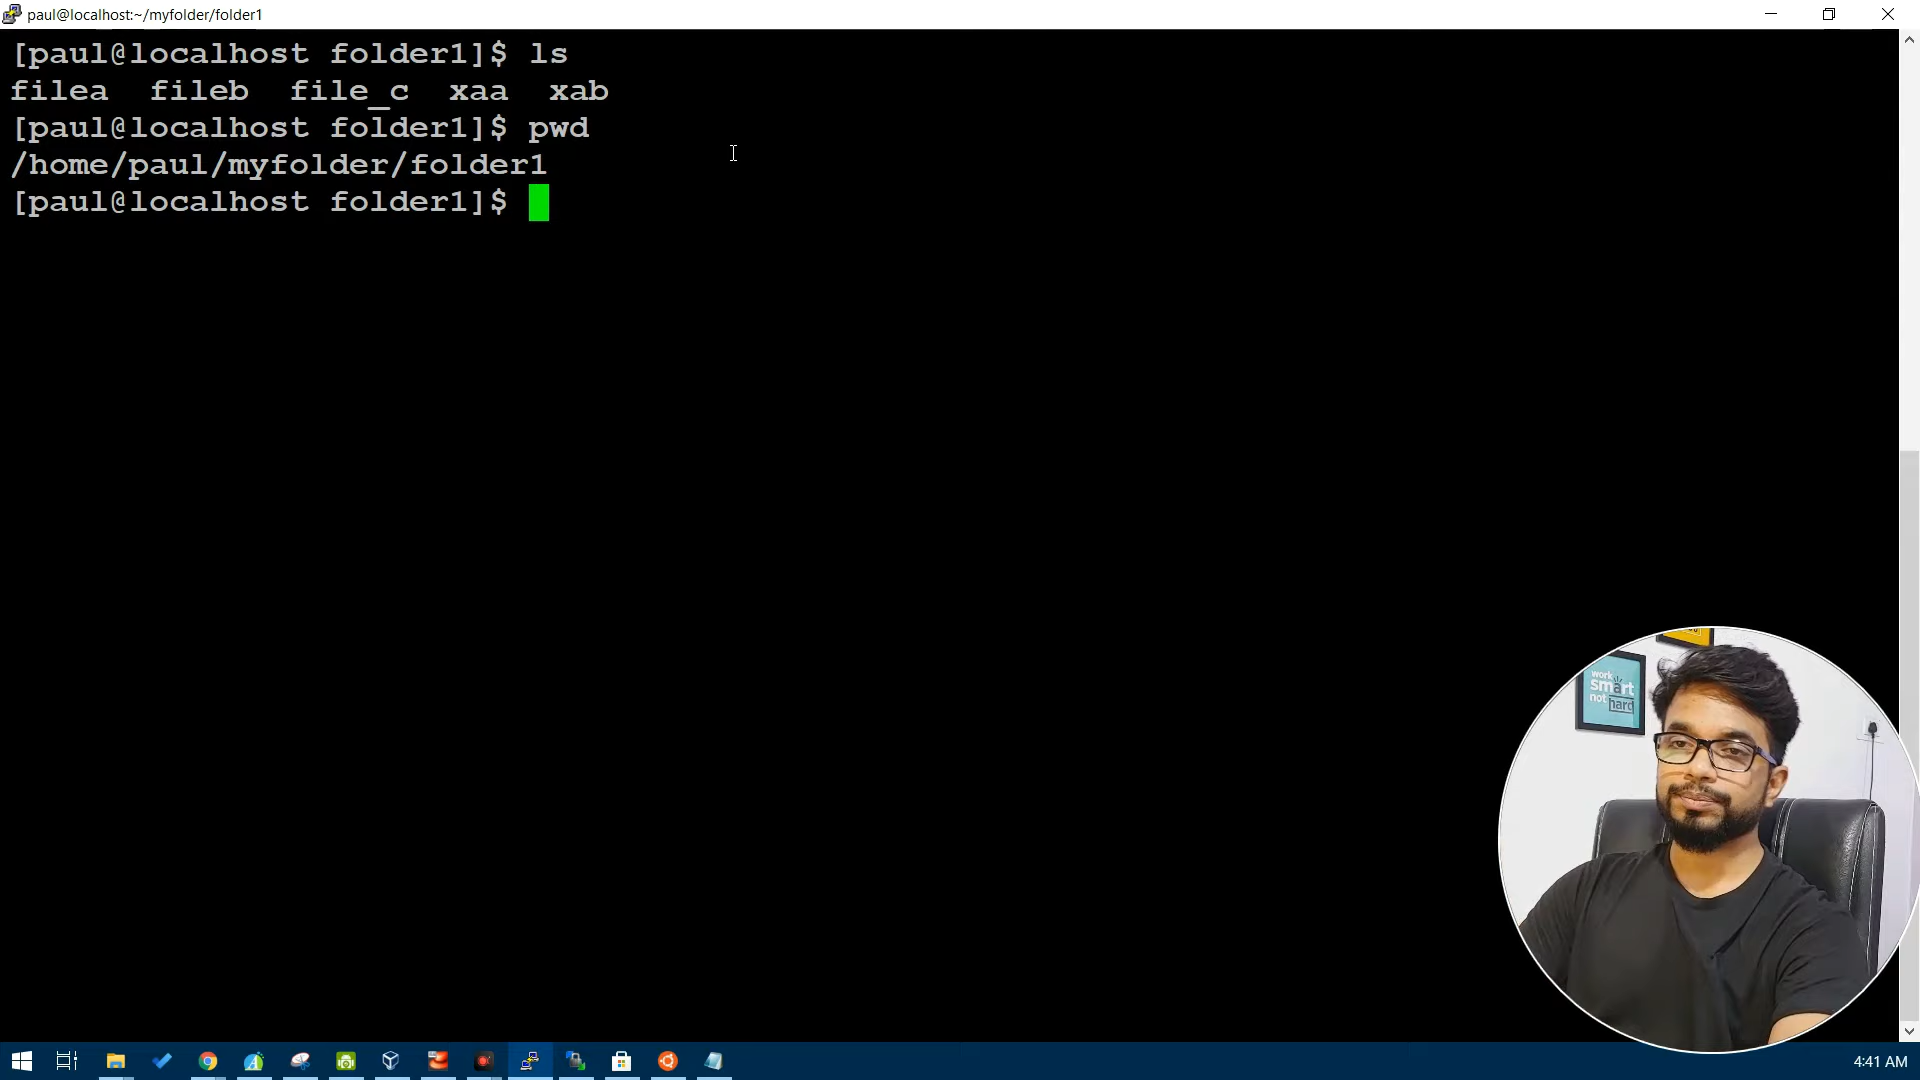 paul@localhost:~/myfolder/folder1
[paul@localhost folder1]$ ls
filea  fileb  file_c  xaa  xab
[paul@localhost folder1]$ pwd
/home/paul/myfolder/folder1
[paul@localhost folder1]$
work
smart
not hard
4:41 AM